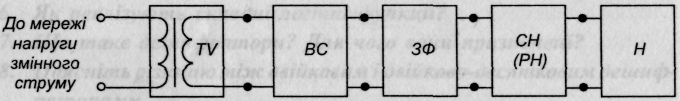 До мережі
напруги
змінного
струму
TV
ВС
ЗФ
СН
(РН)
Н